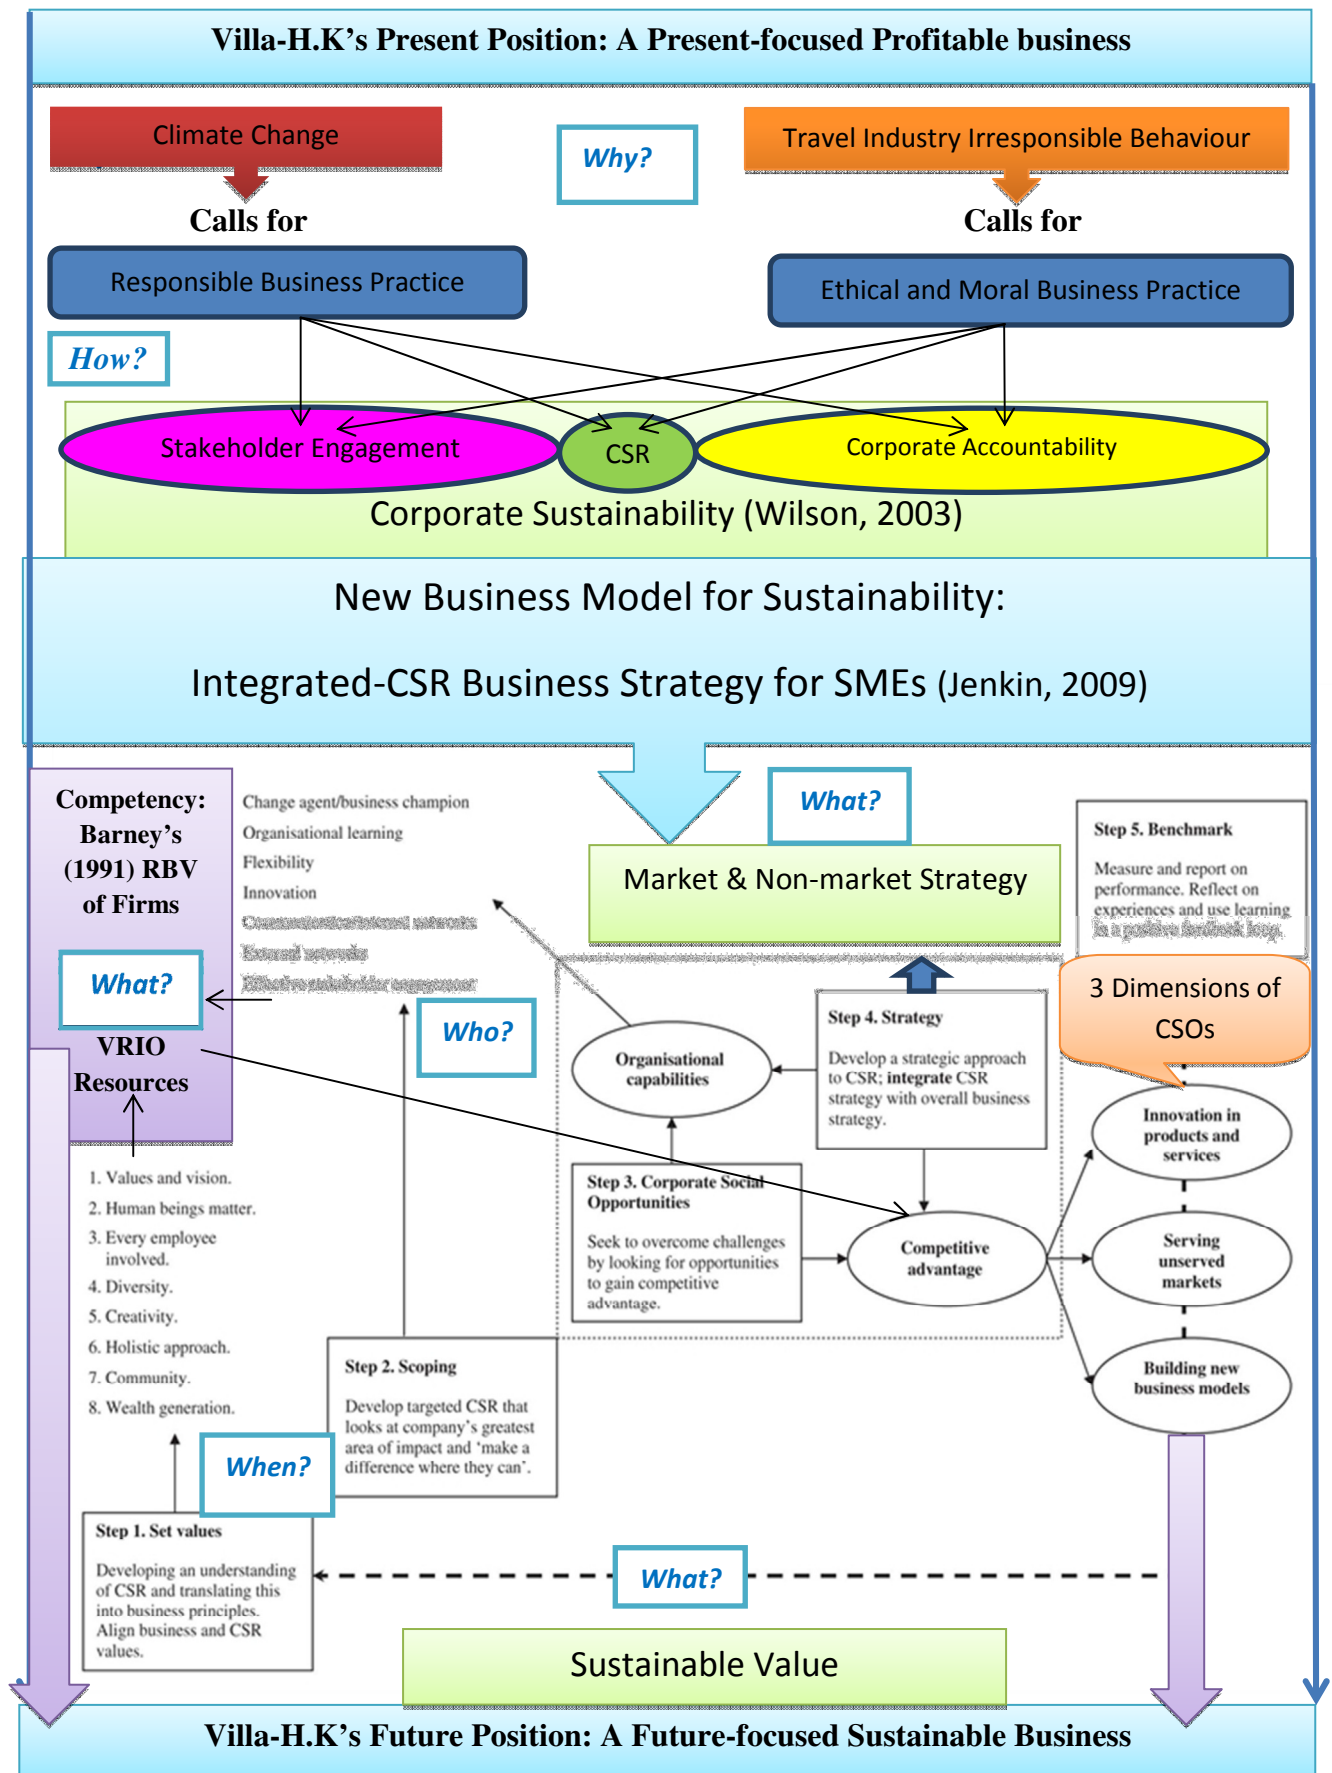 Villa-H.K's Present Position: A Present-focused Profitable business
Climate Change
Why?
Travel Industry Irresponsible Behaviour
Calls for
Calls for
Responsible Business Practice
Ethical and Moral Business Practice
How?
Stakeholder Engagement
CSR
Corporate Accountability
Corporate Sustainability (Wilson, 2003)
New Business Model for Sustainability:
Integrated-CSR Business Strategy for SMEs (Jenkin, 2009)
Competency:
Barney's
(1991) RBV
of Firms
What?
VRIO
Resources
Change agent/business champion
Organisational learning
Flexibility
Innovation
External networks
Effective stakeholder engagement
Who?
What?
Market & Non-market Strategy
Step 5. Benchmark
Measure and report on
performance. Reflect on
experiences and use learning
in a positive feedback loop.
3 Dimensions of
CSOs
Organisational
capabilities
Step 4. Strategy
Develop a strategic approach
to CSR; integrate CSR
strategy with overall business
strategy.
Step 3. Corporate Social
Opportunities
Seek to overcome challenges
by looking for opportunities
to gain competitive
advantage.
Competitive
advantage
Innovation in
products and
services
Serving
unserved
markets
Building new
business models
1. Values and vision.
2. Human beings matter.
3. Every employee
involved.
4. Diversity.
5. Creativity.
6. Holistic approach.
7. Community.
8. Wealth generation.
Step 2. Scoping
Develop targeted CSR that
looks at company's greatest
area of impact and 'make a
difference where they can'.
When?
Step 1. Set values
Developing an understanding
of CSR and translating this
into business principles.
Align business and CSR
values.
What?
Sustainable Value
Villa-H.K's Future Position: A Future-focused Sustainable Business